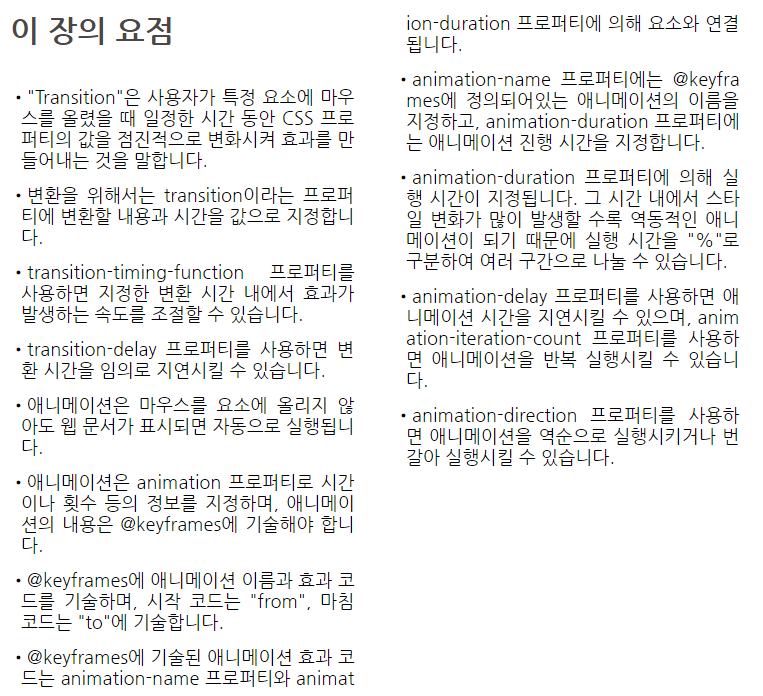 이 장의 요점
• "Transition"은 사용자가 특정 요소에 마우
스를 올렸을 때 일정한 시간 동안 CSS 프로
퍼티의 값을 점진적으로 변화시켜 효과를 만
들어내는 것을 말합니다.
• 변환을 위해서는 transition이라는 프로퍼
티에 변환할 내용과 시간을 값으로 지정합니
다.
• transition-timing-function 프로퍼티를
사용하면 지정한 변환 시간 내에서 효과가
발생하는 속도를 조절할 수 있습니다.
• transition-delay 프로퍼티를 사용하면 변
환 시간을 임의로 지연시킬 수 있습니다.
• 애니메이션은 마우스를 요소에 올리지 않
아도 웹 문서가 표시되면 자동으로 실행됩니
다.
• 애니메이션은 animation 프로퍼티로 시간
이나 횟수 등의 정보를 지정하며, 애니메이
션의 내용은 @keyframes에 기술해야 합니
다.
• @keyframes에 애니메이션 이름과 효과 코
드를 기술하며, 시작 코드는 "from", 마침
코드는 "to"에 기술합니다.
• @keyframes에 기술된 애니메이션 효과 코
드는 animation-name 프로퍼티와 animat
ion-duration 프로퍼티에 의해 요소와 연결
됩니다.
• animation-name 프로퍼티에는 @keyfra
mes에 정의되어있는 애니메이션의 이름을
지정하고, animation-duration 프로퍼티에
는 애니메이션 진행 시간을 지정합니다.
• animation-duration 프로퍼티에 의해 실
행 시간이 지정됩니다. 그 시간 내에서 스타
일 변화가 많이 발생할 수록 역동적인 애니
메이션이 되기 때문에 실행 시간을 "%"로
구분하여 여러 구간으로 나눌 수 있습니다.
• animation-delay 프로퍼티를 사용하면 애
니메이션 시간을 지연시킬 수 있으며, anim
ation-iteration-count 프로퍼티를 사용하
면 애니메이션을 반복 실행시킬 수 있습니
다.
• animation-direction 프로퍼티를 사용하
면 애니메이션을 역순으로 실행시키거나 번
갈아 실행시킬 수 있습니다.